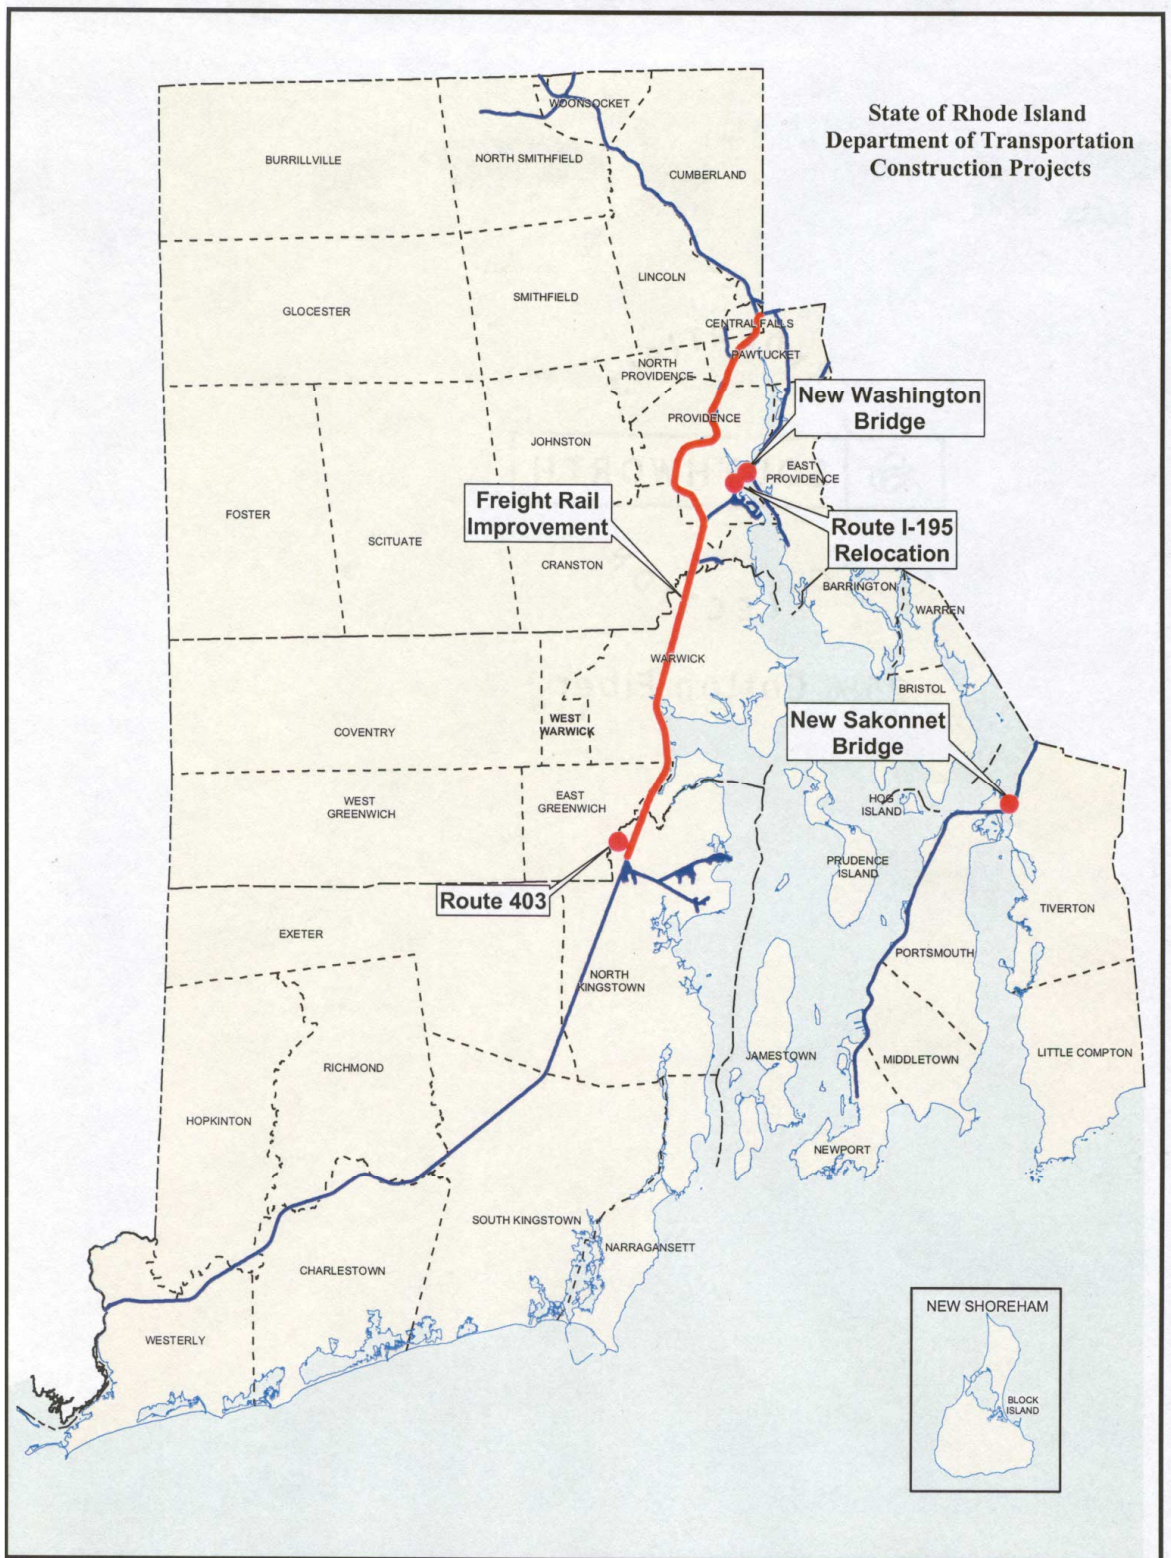 State of Rhode Island
Department of Transportation
Construction Projects
WOONSOCKET
BURRILLVILLE
NORTH SMITHFIELD
CUMBERLAND
LINCOLN
SMITHFIELD
GLOCESTER
CENTRAL FALLS
PAWTUCKET
NORTH
PROVIDENCE
New Washington
Bridge
PROVIDENCE
JOHNSTON
EAST
PROVIDENCE
Freight Rail
Improvement
FOSTER
SCITUATE
Route I-195
Relocation
CRANSTON
BARRINGTON
WARREN
WARWICK
BRISTOL
WEST
WARWICK
COVENTRY
New Sakonnet
Bridge
WEST
GREENWICH
EAST
GREENWICH
HOG
ISLAND
PRUDENCE
ISLAND
Route 403
TIVERTON
EXETER
PORTSMOUTH
NORTH
KINGSTOWN
JAMESTOWN
MIDDLETOWN
LITTLE COMPTON
RICHMOND
HOPKINTON
NEWPORT
SOUTH KINGSTOWN
NARRAGANSETT
CHARLESTOWN
WESTERLY
NEW SHOREHAM
BLOCK
ISLAND